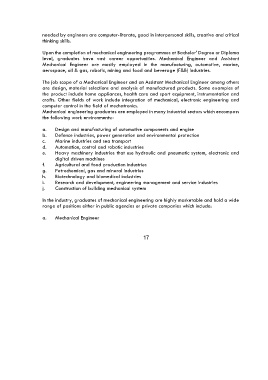 needed by engineers are computer-literate, good in interpersonal skills, creative and critical
thinking skills.
Upon the completion of mechanical engineering programmes at Bachelor' Degree or Diploma
level, graduates have vast career opportunities. Mechanical Engineer and Assistant
Mechanical Engineer are mostly employed in the manufacturing, automotive, marine,
aerospace, oil & gas, robotic, mining and food and beverage (F&B) industries.
The job scope of a Mechanical Engineer and an Assistant Mechanical Engineer among others
are design, material selections and analysis of manufactured products. Some examples of
the product include home appliances, health care and sport equipment, instrumentation and
crafts. Other fields of work include integration of mechanical, electronic engineering and
computer control in the field of mechatronics.
Mechanical engineering graduates are employed in many industrial sectors which encompass
the following work environments:
a. Design and manufacturing of automotive components and engine
b. Defence industries, power generation and environmental protection
c. Marine industries and sea transport
d. Automation, control and robotic industries
e. Heavy machinery industries that use hydraulic and pneumatic system, electronic and
digital driven machines
f. Agricultural and food production industries
g. Petrochemical, gas and mineral industries
h. Biotechnology and biomedical industries
i. Research and development, engineering management and service industries
j. Construction of building mechanical system
In the industry, graduates of mechanical engineering are highly marketable and hold a wide
range of positions either in public agencies or private companies which include:
a. Mechanical Engineer
17